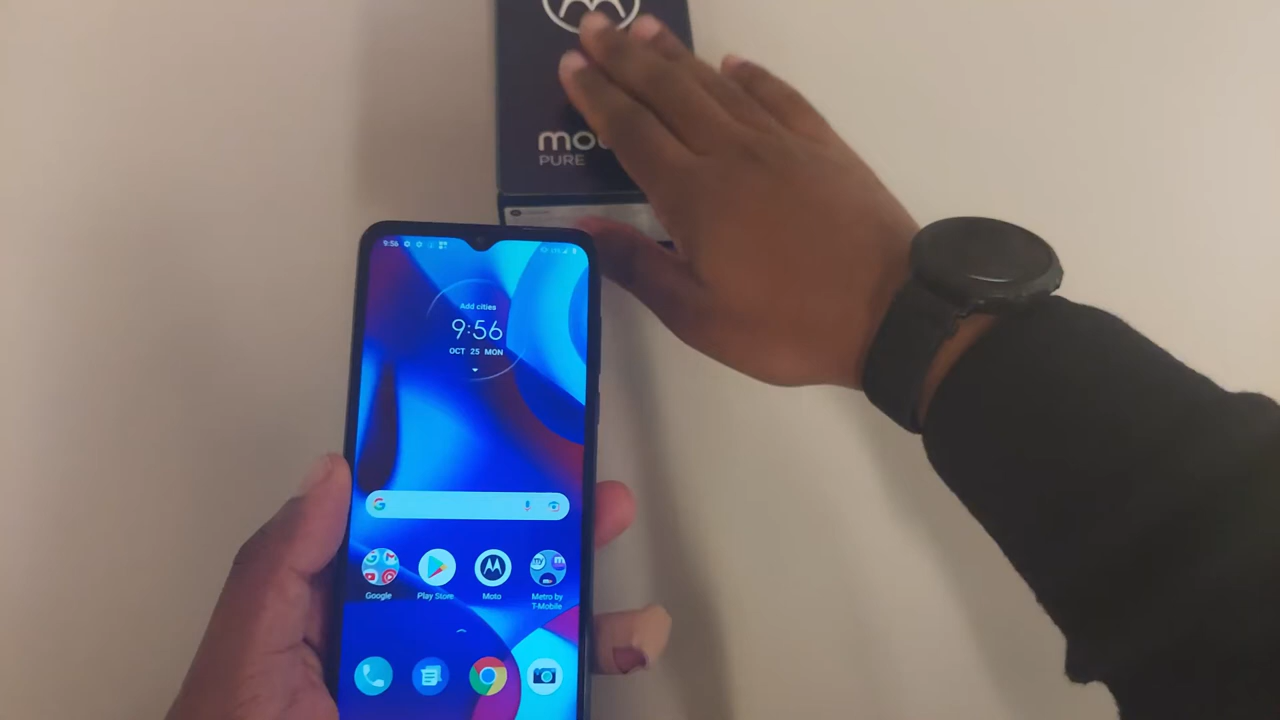 mo
PURE
9:56
Add cities
9:56
OCT 25 MON
Google
Play Store
Moto
Metro by
T-Mobile